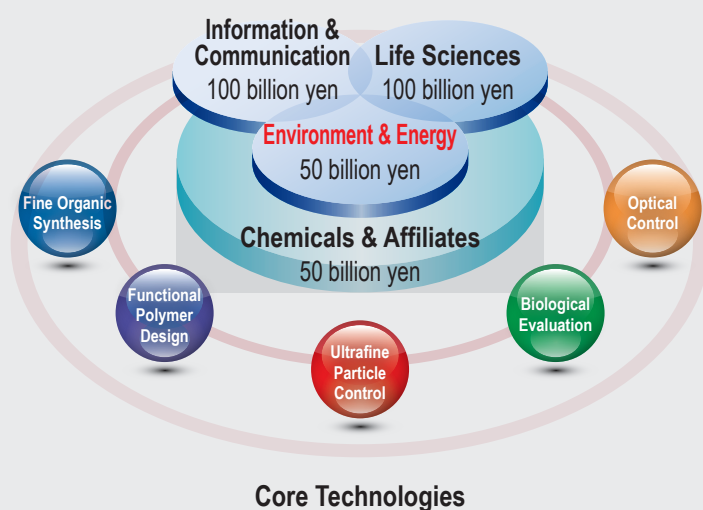 Information &
Communication
100 billion yen
Life Sciences
100 billion yen
Environment & Energy
50 billion yen
Chemicals & Affiliates
50 billion yen
Fine Organic
Synthesis
Functional
Polymer
Design
Ultrafine
Particle
Control
Biological
Evaluation
Optical
Control
Core Technologies